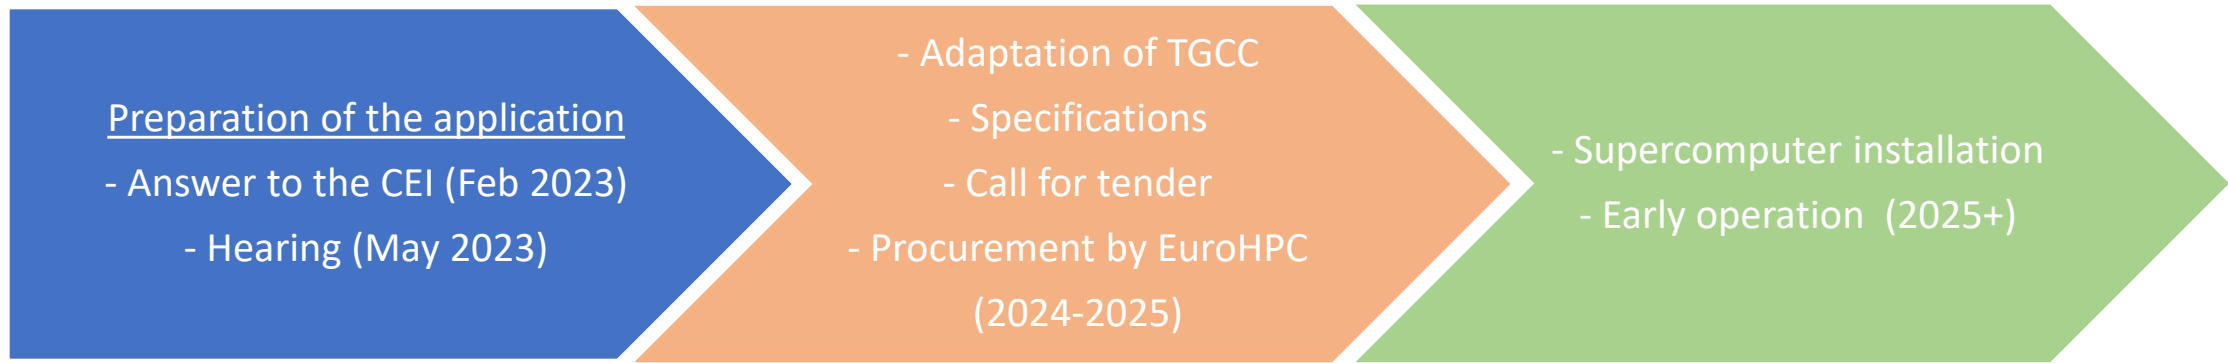 Preparation of the application
- Answer to the CEI (Feb 2023)
- Hearing (May 2023)
- Adaptation of TGCC
- Specifications
- Call for tender
- Procurement by EuroHPC
(2024-2025)
- Supercomputer installation
- Early operation  (2025+)